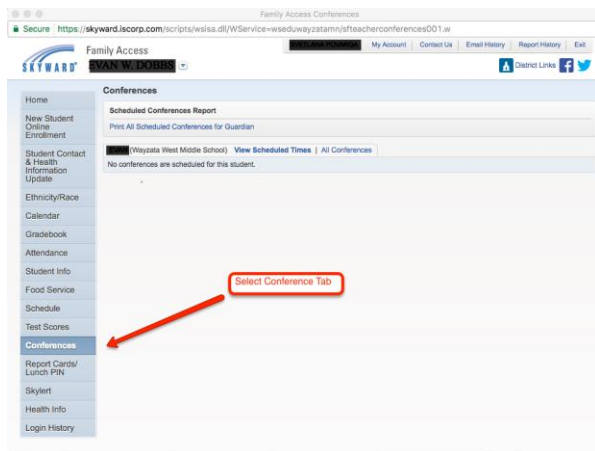 Family Access Conferences
Secure https://skyward.iscorp.com/scripts/wsisa.dll/WService=wseduwayzatamn/sfteacherconferences001.w
SKYWARD®
Family Access
EVAN W. DOBBS
My Account Contact Us Email History Report History Exit
District Links
Home
New Student
Online
Enrollment
Student Contact
& Health
Information
Update
Ethnicity/Race
Calendar
Gradebook
Attendance
Student Info
Food Service
Schedule
Test Scores
Conferences
Report Cards/
Lunch PIN
Skylert
Health Info
Login History
Conferences
Scheduled Conferences Report
Print All Scheduled Conferences for Guardian
EVAN (Wayzata West Middle School) View Scheduled Times | All Conferences
No conferences are scheduled for this student.
Select Conference Tab